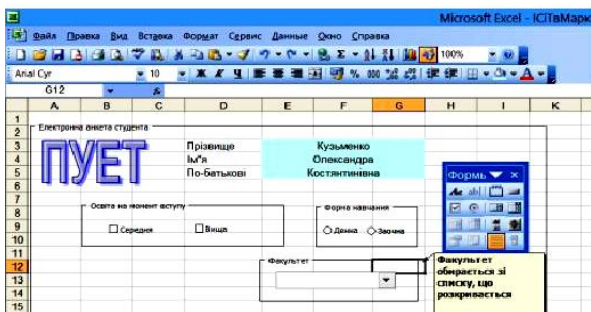 Microsoft Excel - ІСіТвМарк
Файл Правка Вид Вставка Формат Сервис Данные Окно Справка
100%
Arial Cyr 10 Ж К Ч
G12
A B C D E F G H I K
1
2 Електронна анкета студента
3 Прізвище Кузьменко
4 Ім"я Олександра
5 По-батькові Костянтинівна
ПУЕТ
Формы
6
7
8 Освіта на момент вступу Форма навчання
9 Середня Вища Денна Заочна
10
11
12 Факультет
13
14
15
Факультет
обирається зі
списку, що
розкривається